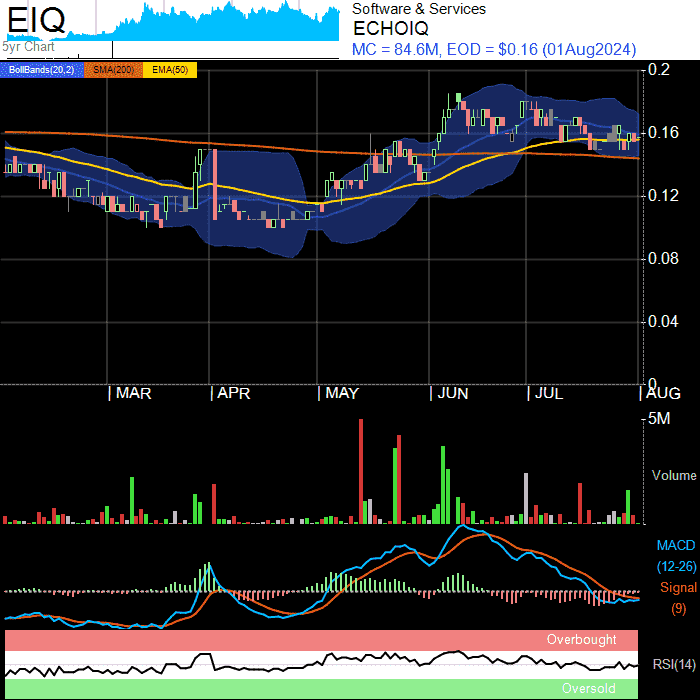 EIQ
5yr Chart
Software & Services
ECHOIQ
MC = 84.6M, EOD = $0.16 (01Aug2024)
BollBands(20,2) SMA(200) EMA(50)
0.2
0.16
0.12
0.08
0.04
0
MAR APR MAY JUN JUL AUG
5M
Volume
MACD
(12-26)
Signal
(9)
Overbought
RSI(14)
Oversold